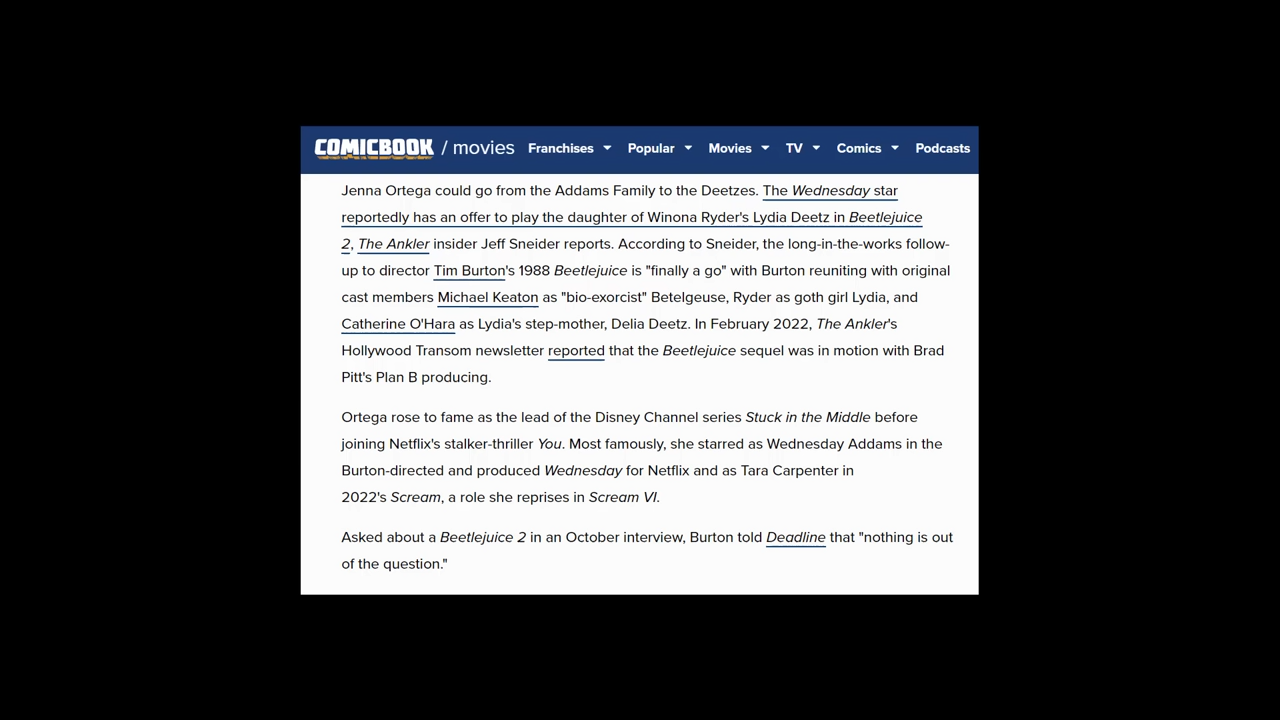 COMICBOOK / movies Franchises Popular Movies TV Comics Podcasts
Jenna Ortega could go from the Addams Family to the Deetzes. The Wednesday star
reportedly has an offer to play the daughter of Winona Ryder's Lydia Deetz in Beetlejuice
2, The Ankler insider Jeff Sneider reports. According to Sneider, the long-in-the-works follow-
up to director Tim Burton's 1988 Beetlejuice is "finally a go" with Burton reuniting with original
cast members Michael Keaton as "bio-exorcist" Betelgeuse, Ryder as goth girl Lydia, and
Catherine O'Hara as Lydia's step-mother, Delia Deetz. In February 2022, The Ankler's
Hollywood Transom newsletter reported that the Beetlejuice sequel was in motion with Brad
Pitt's Plan B producing.
Ortega rose to fame as the lead of the Disney Channel series Stuck in the Middle before
joining Netflix's stalker-thriller You. Most famously, she starred as Wednesday Addams in the
Burton-directed and produced Wednesday for Netflix and as Tara Carpenter in
2022's Scream, a role she reprises in Scream VI.
Asked about a Beetlejuice 2 in an October interview, Burton told Deadline that "nothing is out
of the question."